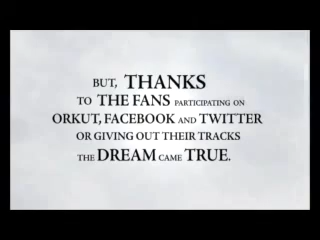 BUT, THANKS
TO THE FANS PARTICIPATING ON
ORKUT, FACEBOOK AND TWITTER
OR GIVING OUT THEIR TRACKS
THE DREAM CAME TRUE.